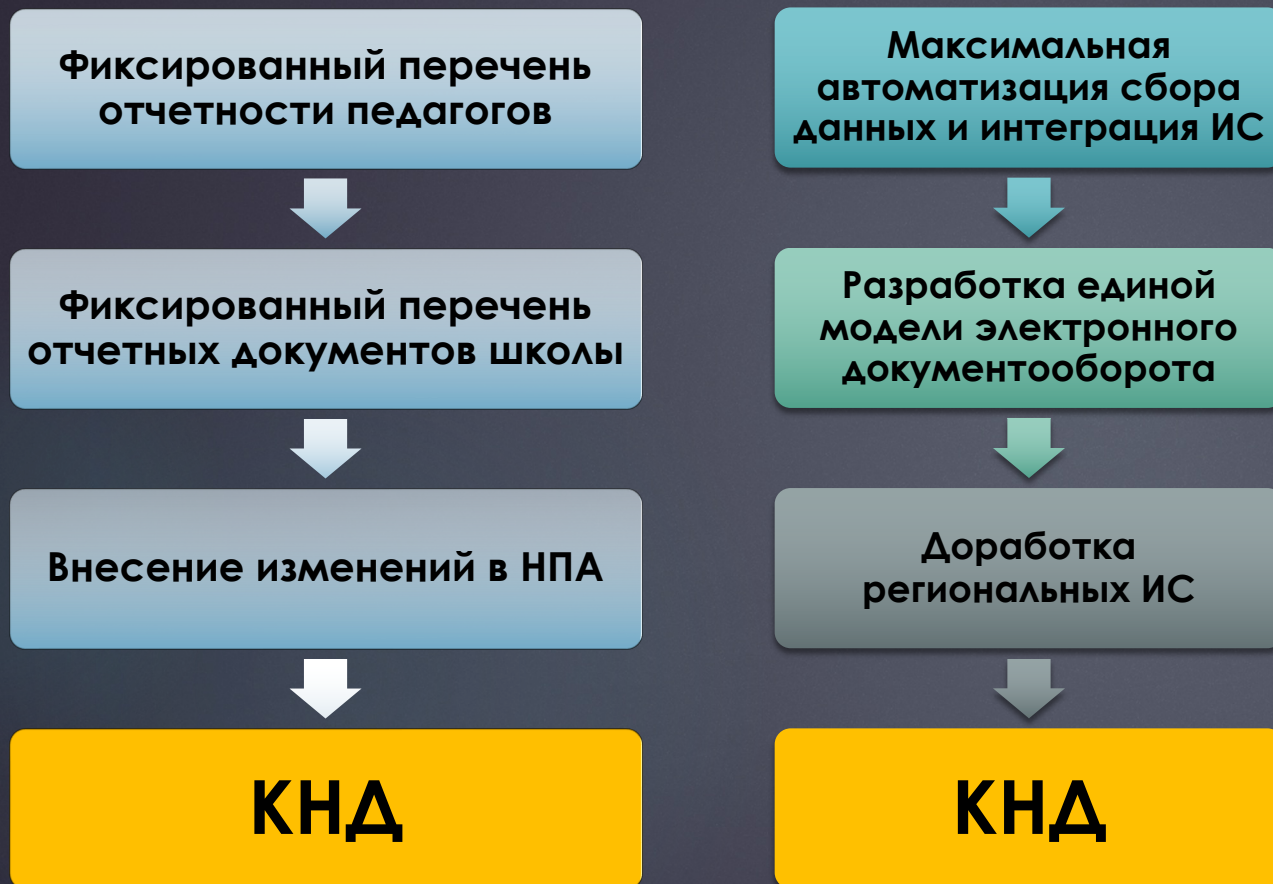 Фиксированный перечень
отчетности педагогов
Фиксированный перечень
отчетных документов школы
Внесение изменений в НПА
КНД
Максимальная
автоматизация сбора
данных и интеграция ИС
Разработка единой
модели электронного
документооборота
Доработка
региональных ИС
КНД